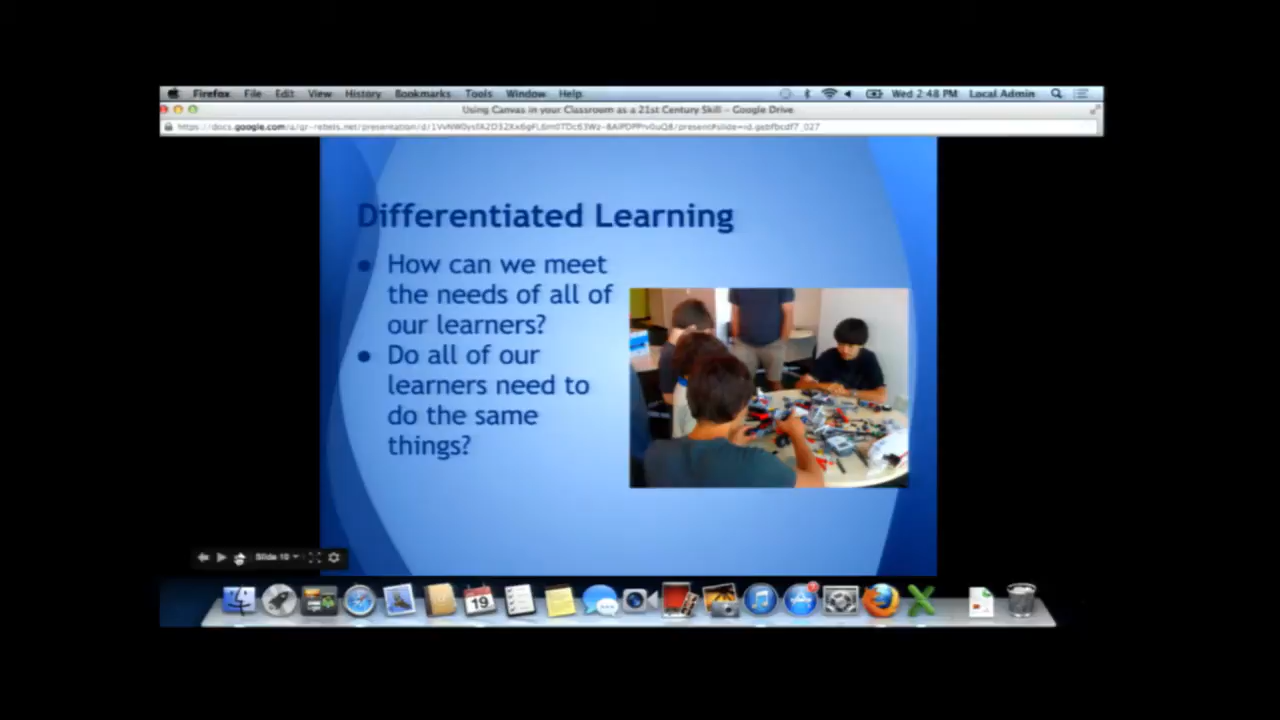 Firefox File Edit View History Bookmarks Tools Window Help Wed 2:48 PM Local Admin
Using Canvas in your Classroom as a 21st Century Skill - Google Drive
Differentiated Learning
• How can we meet
the needs of all of
our learners?
• Do all of our
learners need to
do the same
things?
Slide 10
19